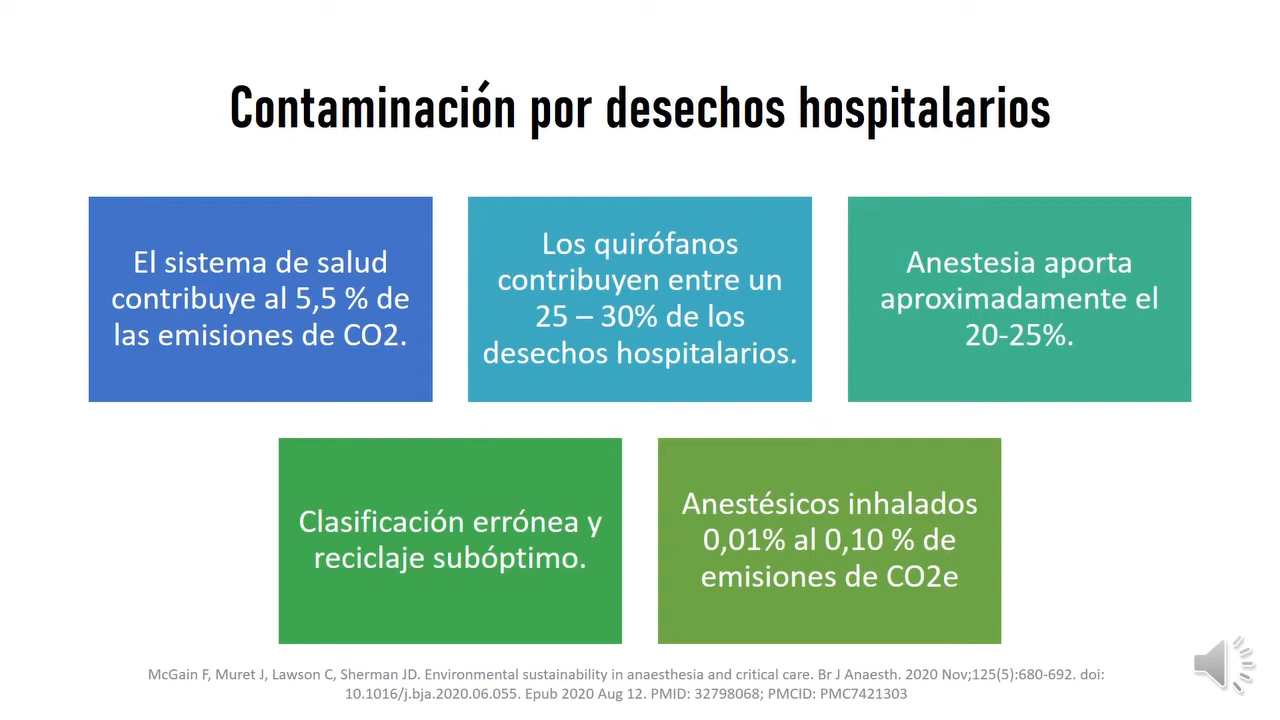 Contaminación por desechos hospitalarios
El sistema de salud
contribuye al 5,5 % de
las emisiones de CO2.
Los quirófanos
contribuyen entre un
25 – 30% de los
desechos hospitalarios.
Anestesia aporta
aproximadamente el
20-25%.
Clasificación errónea y
reciclaje subóptimo.
Anestésicos inhalados
0,01% al 0,10 % de
emisiones de CO2e
McGain F, Muret J, Lawson C, Sherman JD. Environmental sustainability in anaesthesia and critical care. Br J Anaesth. 2020 Nov;125(5):680-692. doi:
10.1016/j.bja.2020.06.055. Epub 2020 Aug 12. PMID: 32798068; PMCID: PMC7421303